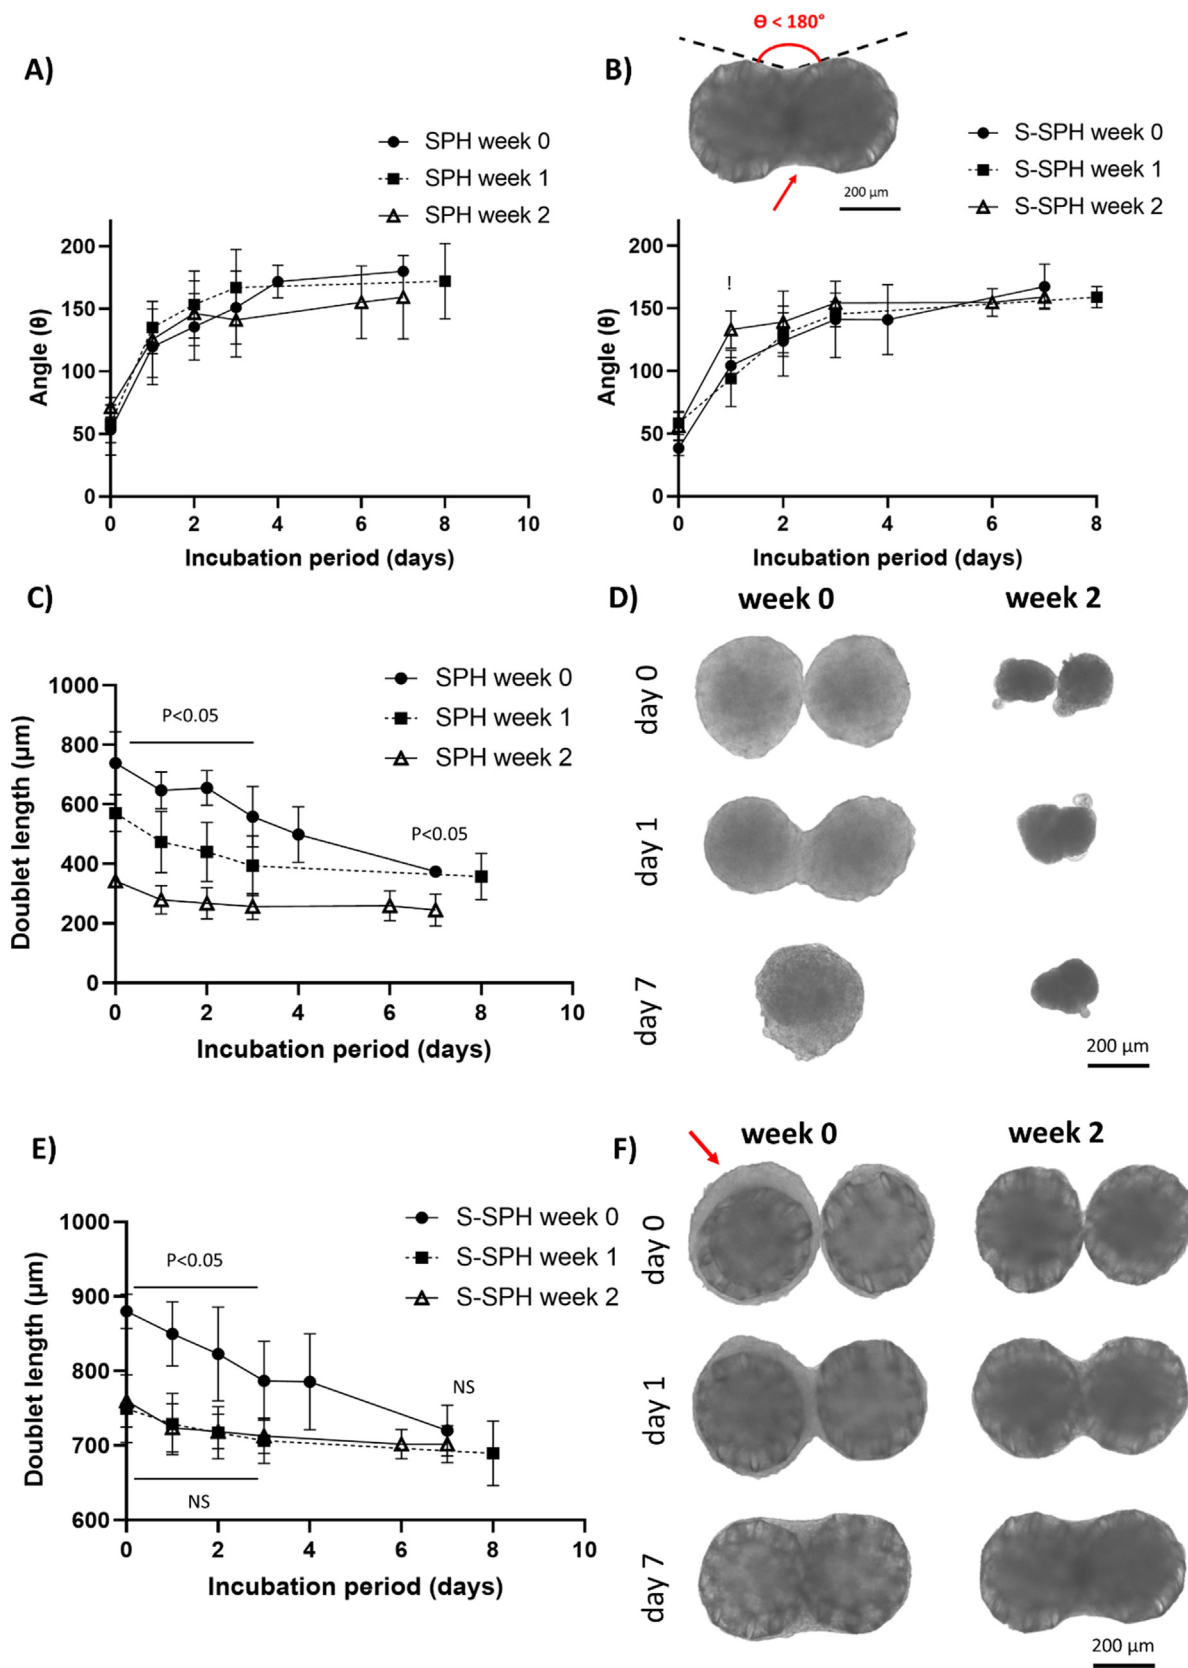 A)
SPH week 0
SPH week 1
SPH week 2
200
150
100
50
0
Angle (θ)
0 2 4 6 8 10
Incubation period (days)
B)
Ɵ < 180°
200 µm
S-SPH week 0
S-SPH week 1
S-SPH week 2
!
200
150
100
50
0
Angle (θ)
0 2 4 6 8
Incubation period (days)
C)
SPH week 0
SPH week 1
SPH week 2
P<0.05
P<0.05
1000
800
600
400
200
0
Doublet length (µm)
0 2 4 6 8 10
Incubation period (days)
D)
week 0 week 2
day 0
day 1
day 7
200 µm
E)
S-SPH week 0
S-SPH week 1
S-SPH week 2
P<0.05
NS
NS
1000
900
800
700
600
Doublet length (µm)
0 2 4 6 8 10
Incubation period (days)
F)
week 0 week 2
day 0
day 1
day 7
200 µm